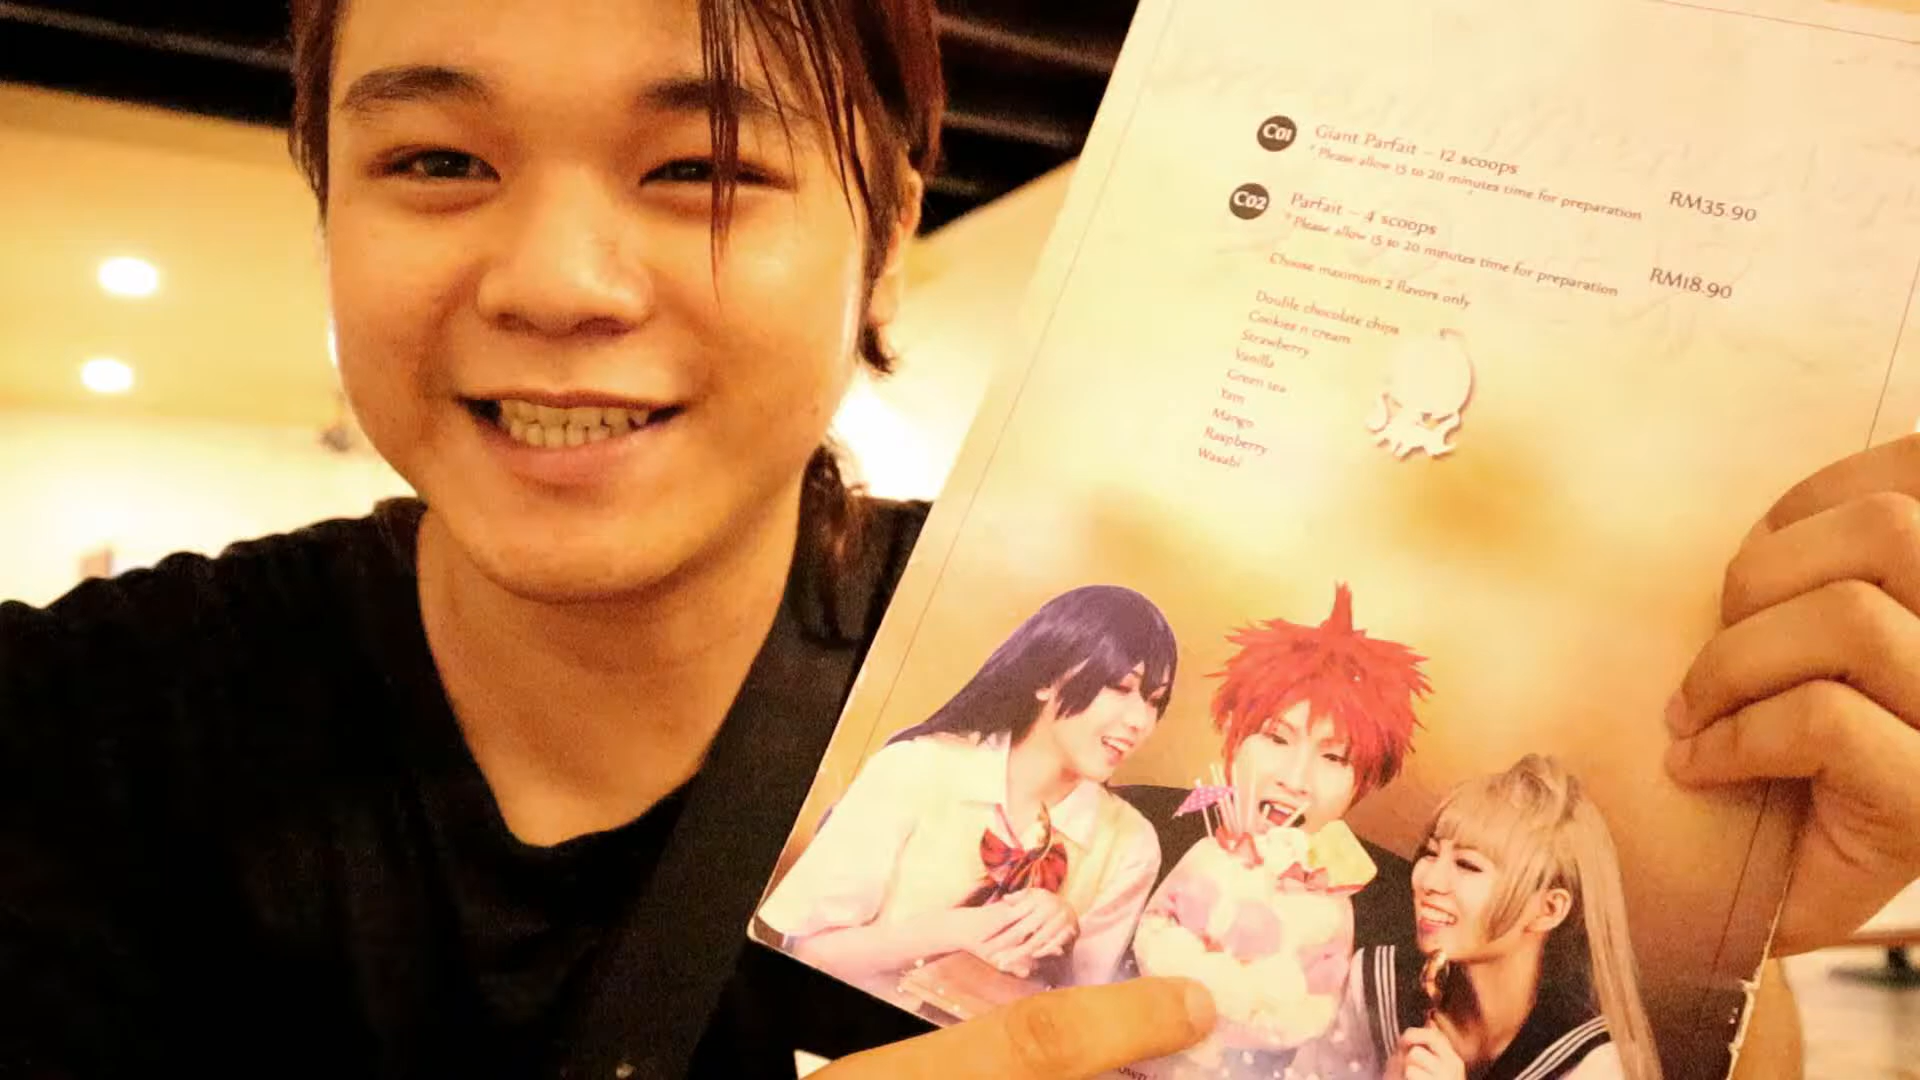 C01 Giant Parfait – 12 scoops
* Please allow 15 to 20 minutes time for preparation RM35.90
C02 Parfait – 4 scoops
* Please allow 15 to 20 minutes time for preparation RM18.90
Choose maximum 2 flavors only
Double chocolate chips
Cookies n cream
Strawberry
Vanilla
Green tea
Yam
Mango
Raspberry
Wasabi